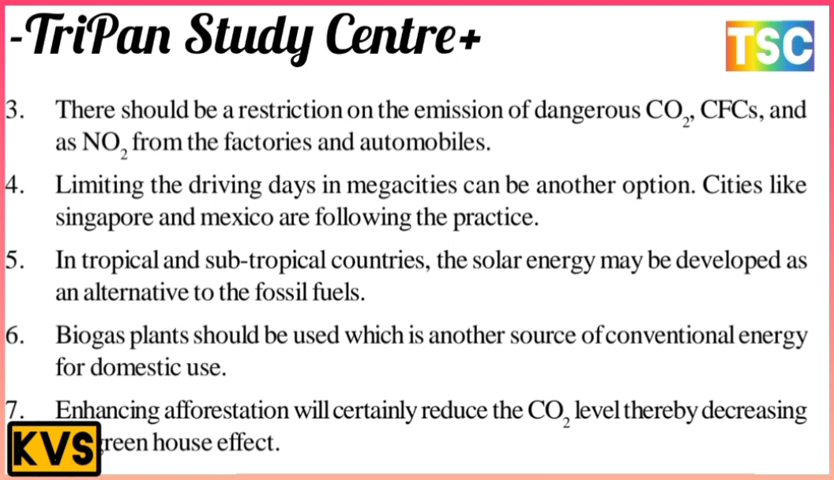 -TriPan Study Centre+
TSC
3. There should be a restriction on the emission of dangerous CO₂, CFCs, and
as NO₂ from the factories and automobiles.
4. Limiting the driving days in megacities can be another option. Cities like
singapore and mexico are following the practice.
5. In tropical and sub-tropical countries, the solar energy may be developed as
an alternative to the fossil fuels.
6. Biogas plants should be used which is another source of conventional energy
for domestic use.
7. Enhancing afforestation will certainly reduce the CO₂ level thereby decreasing
KVS
reen house effect.